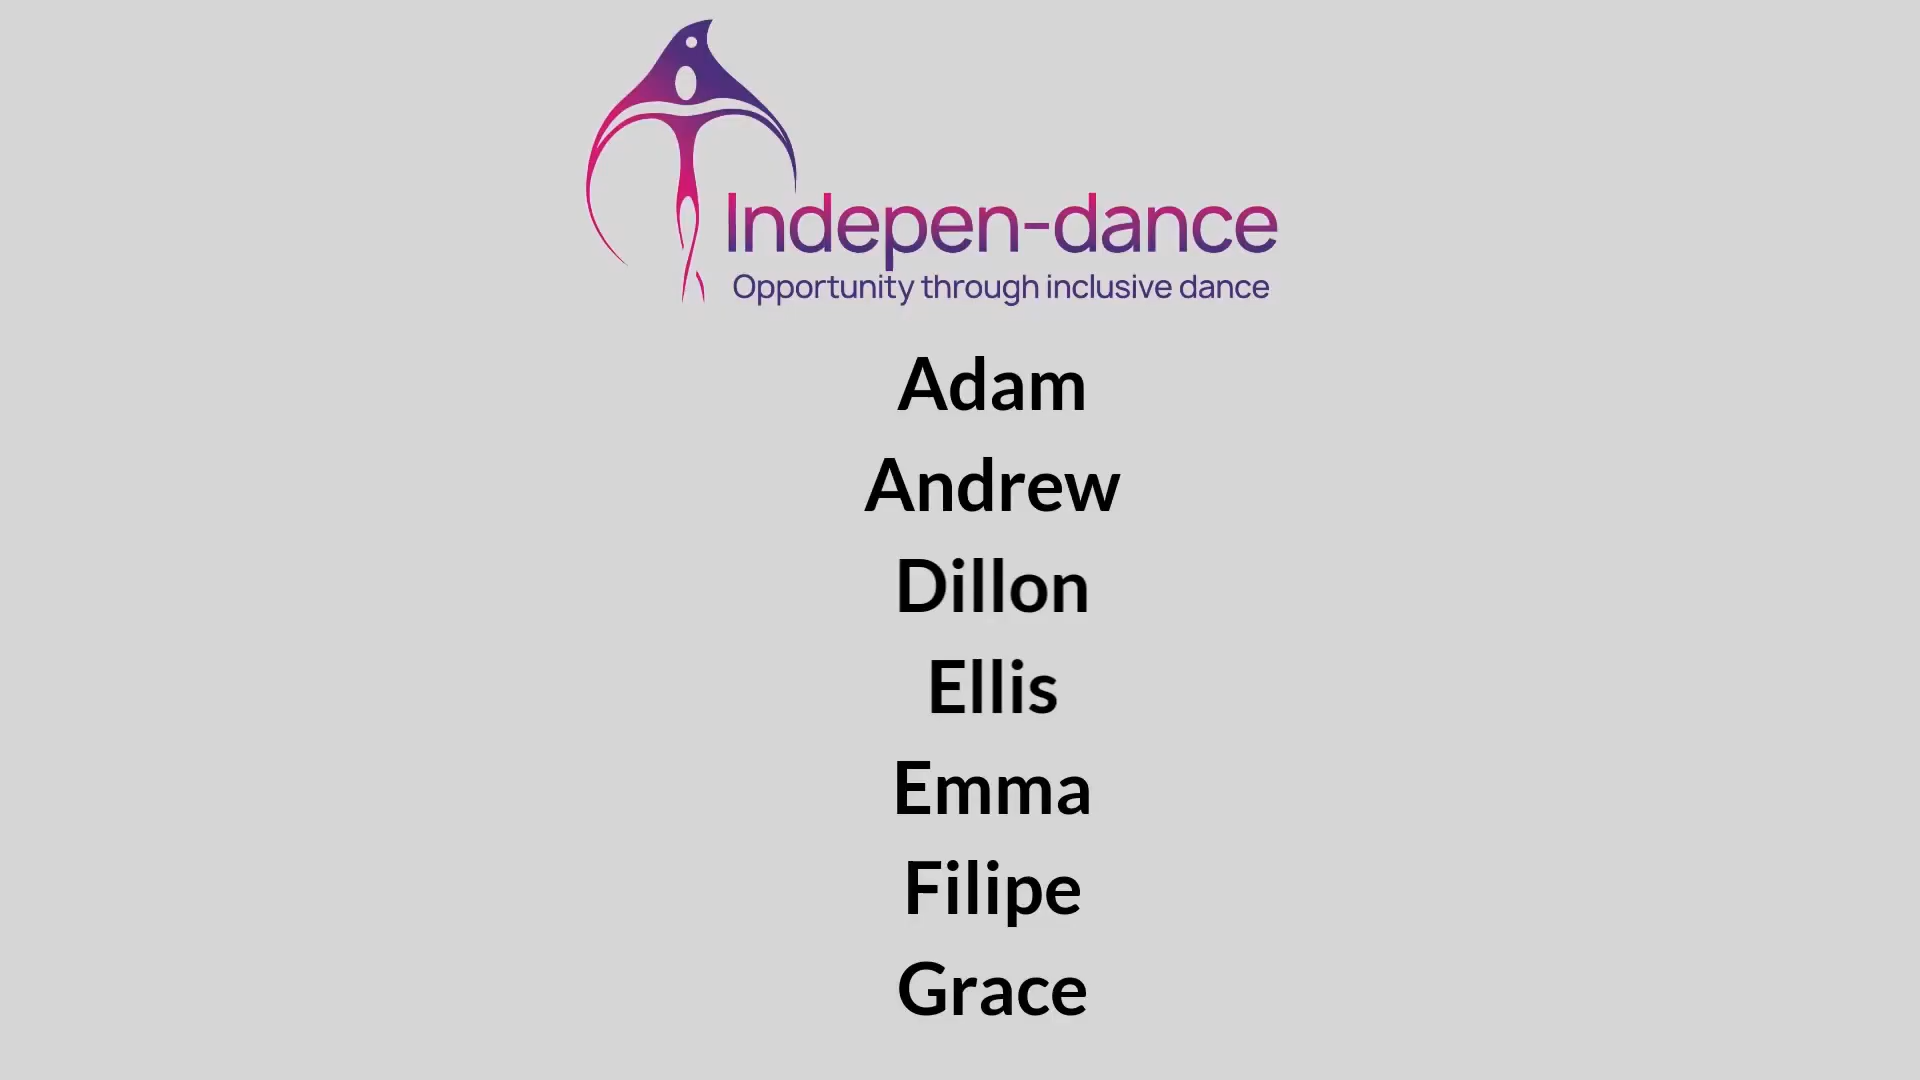 Indepen-dance
Opportunity through inclusive dance
Adam
Andrew
Dillon
Ellis
Emma
Filipe
Grace